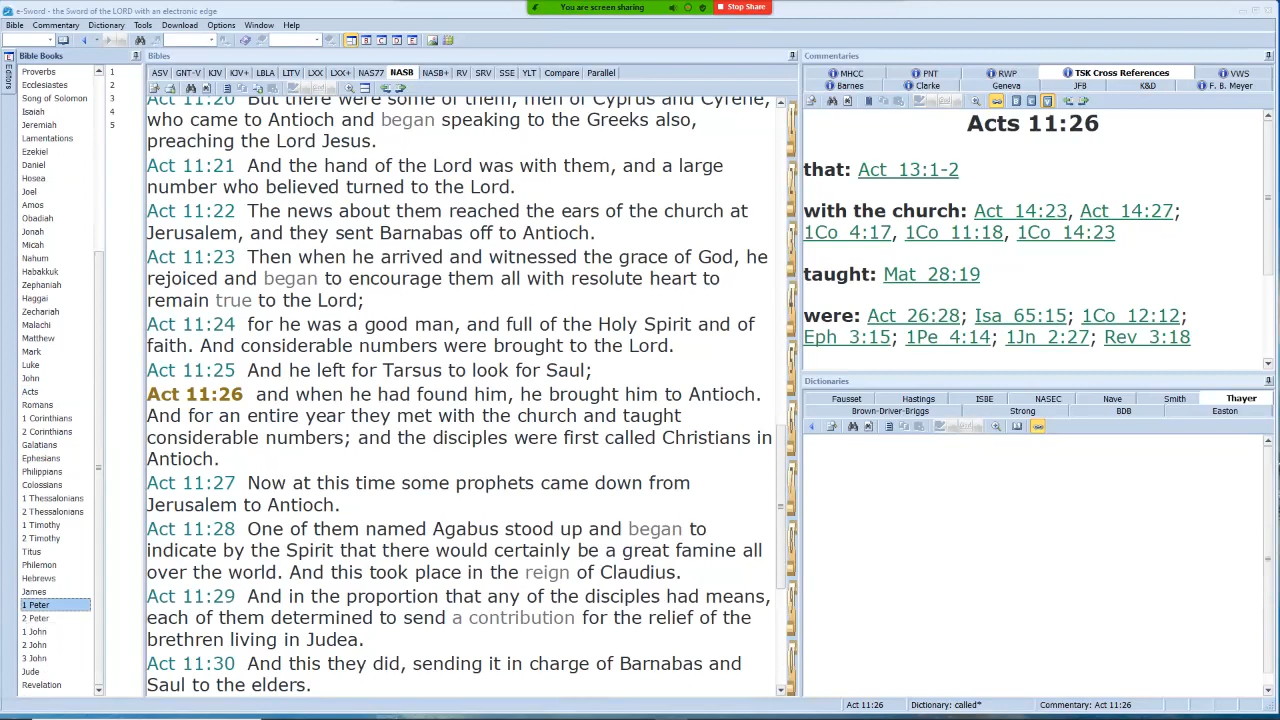 e-Sword - the Sword of the LORD with an electronic edge
You are screen sharing
Stop Share
Bible Commentary Dictionary Tools Download Options Window Help
A B C D E
Editors
Bible Books
Proverbs
Ecclesiastes
Song of Solomon
Isaiah
Jeremiah
Lamentations
Ezekiel
Daniel
Hosea
Joel
Amos
Obadiah
Jonah
Micah
Nahum
Habakkuk
Zephaniah
Haggai
Zechariah
Malachi
Matthew
Mark
Luke
John
Acts
Romans
1 Corinthians
2 Corinthians
Galatians
Ephesians
Philippians
Colossians
1 Thessalonians
2 Thessalonians
1 Timothy
2 Timothy
Titus
Philemon
Hebrews
James
1 Peter
2 Peter
1 John
2 John
3 John
Jude
Revelation
1
2
3
4
5
Bibles
ASV GNT-V KJV KJV+ LBLA LITV LXX LXX+ NAS77 NASB NASB+ RV SRV SSE YLT Compare Parallel
Act 11:20 But there were some of them, men of Cyprus and Cyrene,
who came to Antioch and began speaking to the Greeks also,
preaching the Lord Jesus.
Act 11:21 And the hand of the Lord was with them, and a large
number who believed turned to the Lord.
Act 11:22 The news about them reached the ears of the church at
Jerusalem, and they sent Barnabas off to Antioch.
Act 11:23 Then when he arrived and witnessed the grace of God, he
rejoiced and began to encourage them all with resolute heart to
remain true to the Lord;
Act 11:24 for he was a good man, and full of the Holy Spirit and of
faith. And considerable numbers were brought to the Lord.
Act 11:25 And he left for Tarsus to look for Saul;
Act 11:26 and when he had found him, he brought him to Antioch.
And for an entire year they met with the church and taught
considerable numbers; and the disciples were first called Christians in
Antioch.
Act 11:27 Now at this time some prophets came down from
Jerusalem to Antioch.
Act 11:28 One of them named Agabus stood up and began to
indicate by the Spirit that there would certainly be a great famine all
over the world. And this took place in the reign of Claudius.
Act 11:29 And in the proportion that any of the disciples had means,
each of them determined to send a contribution for the relief of the
brethren living in Judea.
Act 11:30 And this they did, sending it in charge of Barnabas and
Saul to the elders.
Commentaries
MHCC PNT RWP TSK Cross References VWS
Barnes Clarke Geneva JFB K&D F. B. Meyer
Acts 11:26
that: Act 13:1-2
with the church: Act 14:23, Act 14:27;
1Co 4:17, 1Co 11:18, 1Co 14:23
taught: Mat 28:19
were: Act 26:28; Isa 65:15; 1Co 12:12;
Eph 3:15; 1Pe 4:14; 1Jn 2:27; Rev 3:18
Dictionaries
Fausset Hastings ISBE NASEC Nave Smith Thayer
Brown-Driver-Briggs Strong BDB Easton
Act 11:26 Dictionary: called* Commentary: Act 11:26